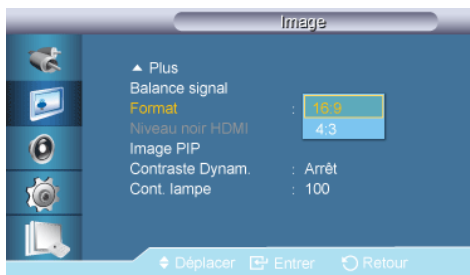 Image
▲ Plus
Balance signal
Format : 16:9
4:3
Niveau noir HDMI
Image PIP
Contraste Dynam. : Arrêt
Cont. lampe : 100
Déplacer Entrer Retour